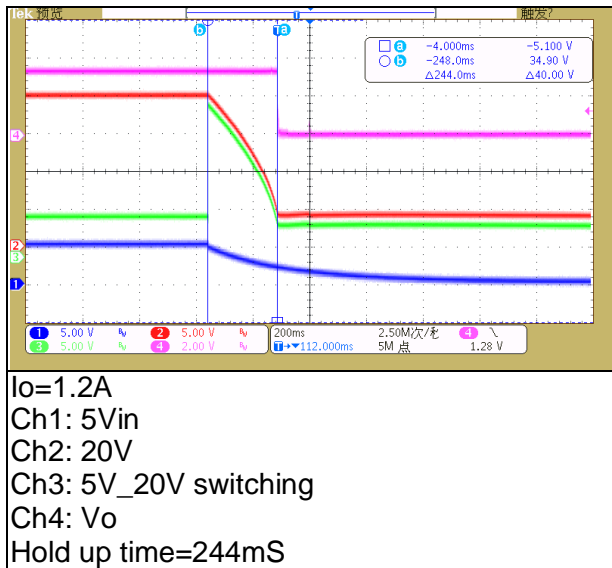 Tek 预览 触发?
b T a
a -4.000ms -5.100 V
b -248.0ms 34.90 V
△244.0ms △40.00 V
4
2
3
1
1 5.00 V 2 5.00 V 200ms 2.50M次/秒 4
3 5.00 V 4 2.00 V T→▼112.000ms 5M 点 1.28 V
Io=1.2A
Ch1: 5Vin
Ch2: 20V
Ch3: 5V_20V switching
Ch4: Vo
Hold up time=244mS